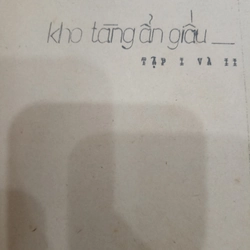 kho tàng ẩn giấu
TẬP I VÀ II